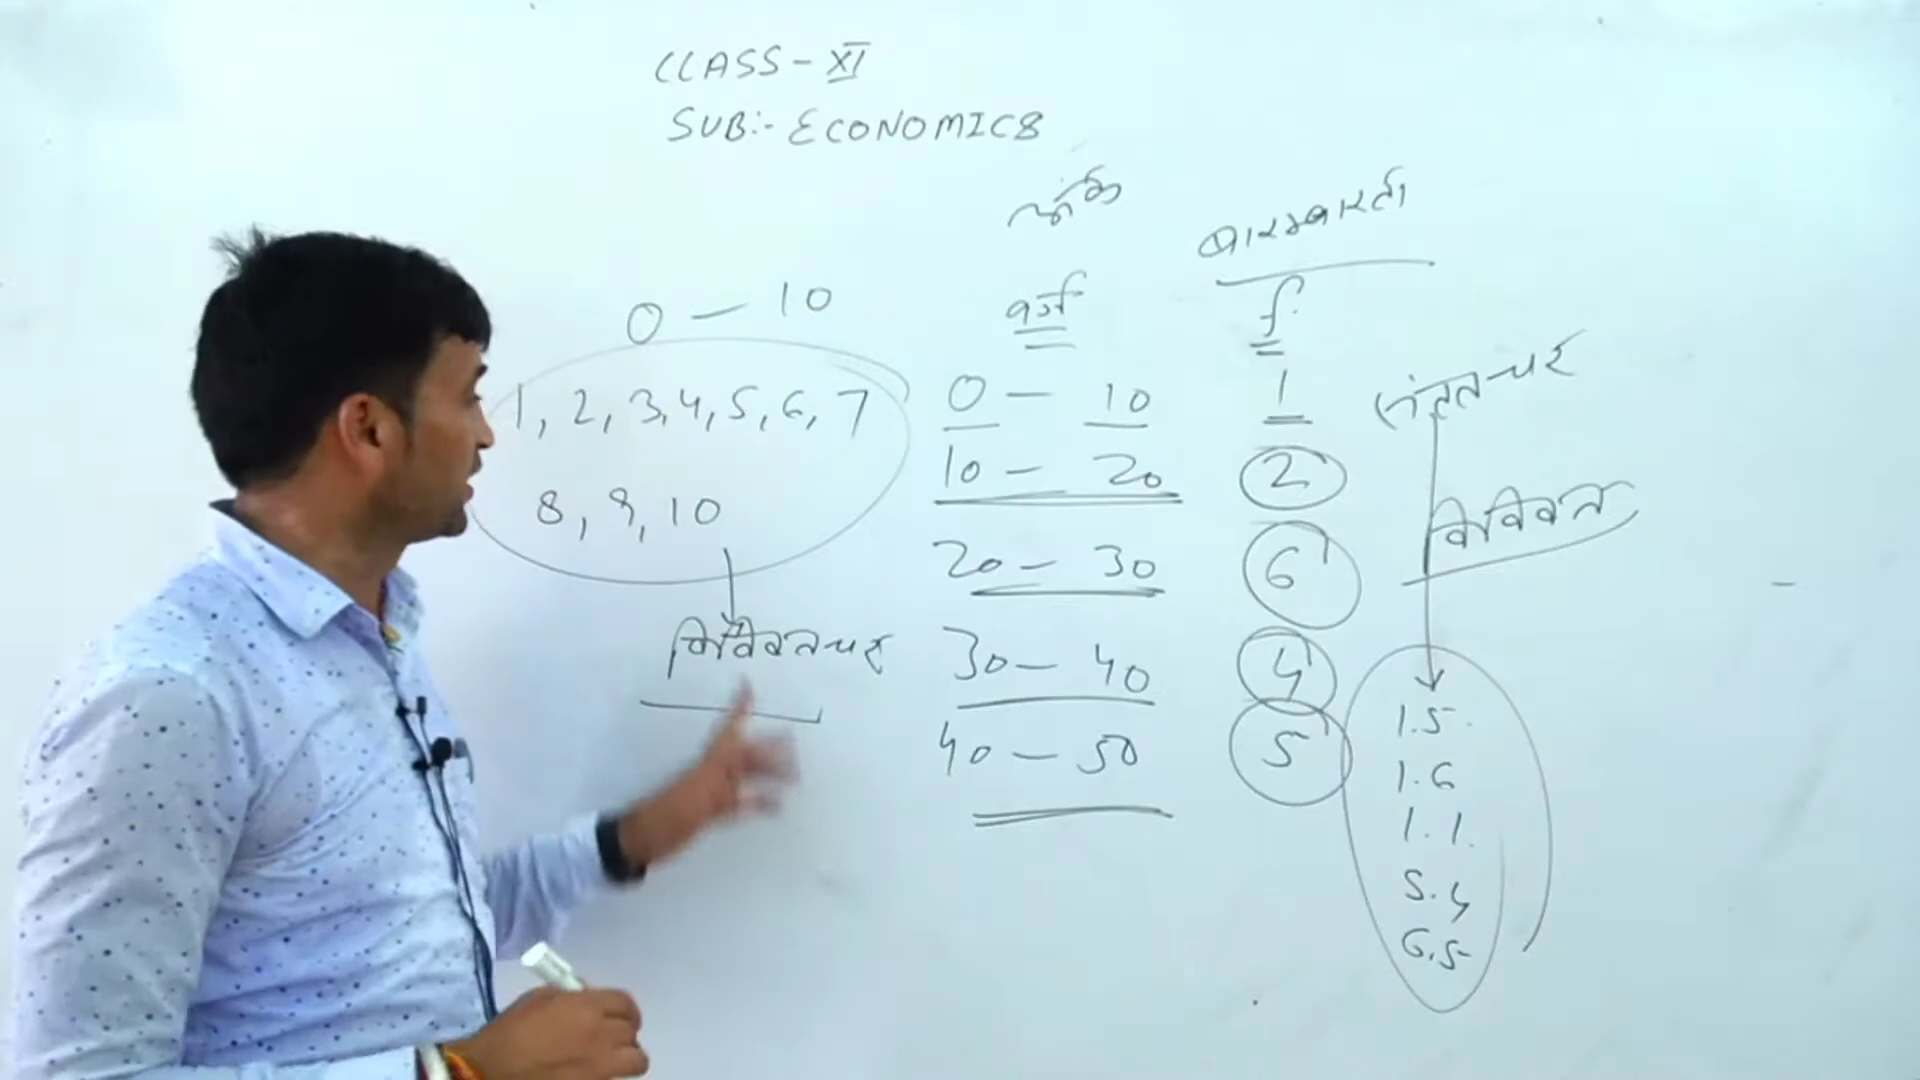 CLASS - XI
SUB:- ECONOMICS
अंक
बारम्बारता
वर्ग
f
0 - 10
1, 2, 3, 4, 5, 6, 7
8, 9, 10
विविक्त चर
0 - 10 1
10 - 20 2
20 - 30 6
30 - 40 4
40 - 50 5
संतत चर
विविक्त
1.5
1.6
1.1
5.4
6.5